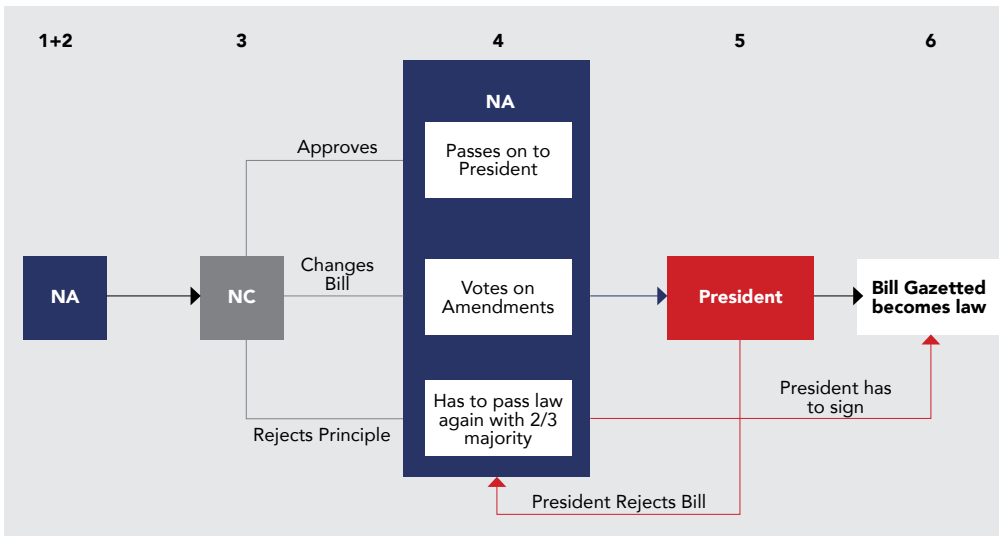 1+2
3
4
5
6
NA
Approves
Passes on to
President
NA
NC
Changes
Bill
Votes on
Amendments
President
Bill Gazetted
becomes law
Rejects Principle
Has to pass law
again with 2/3
majority
President has
to sign
President Rejects Bill